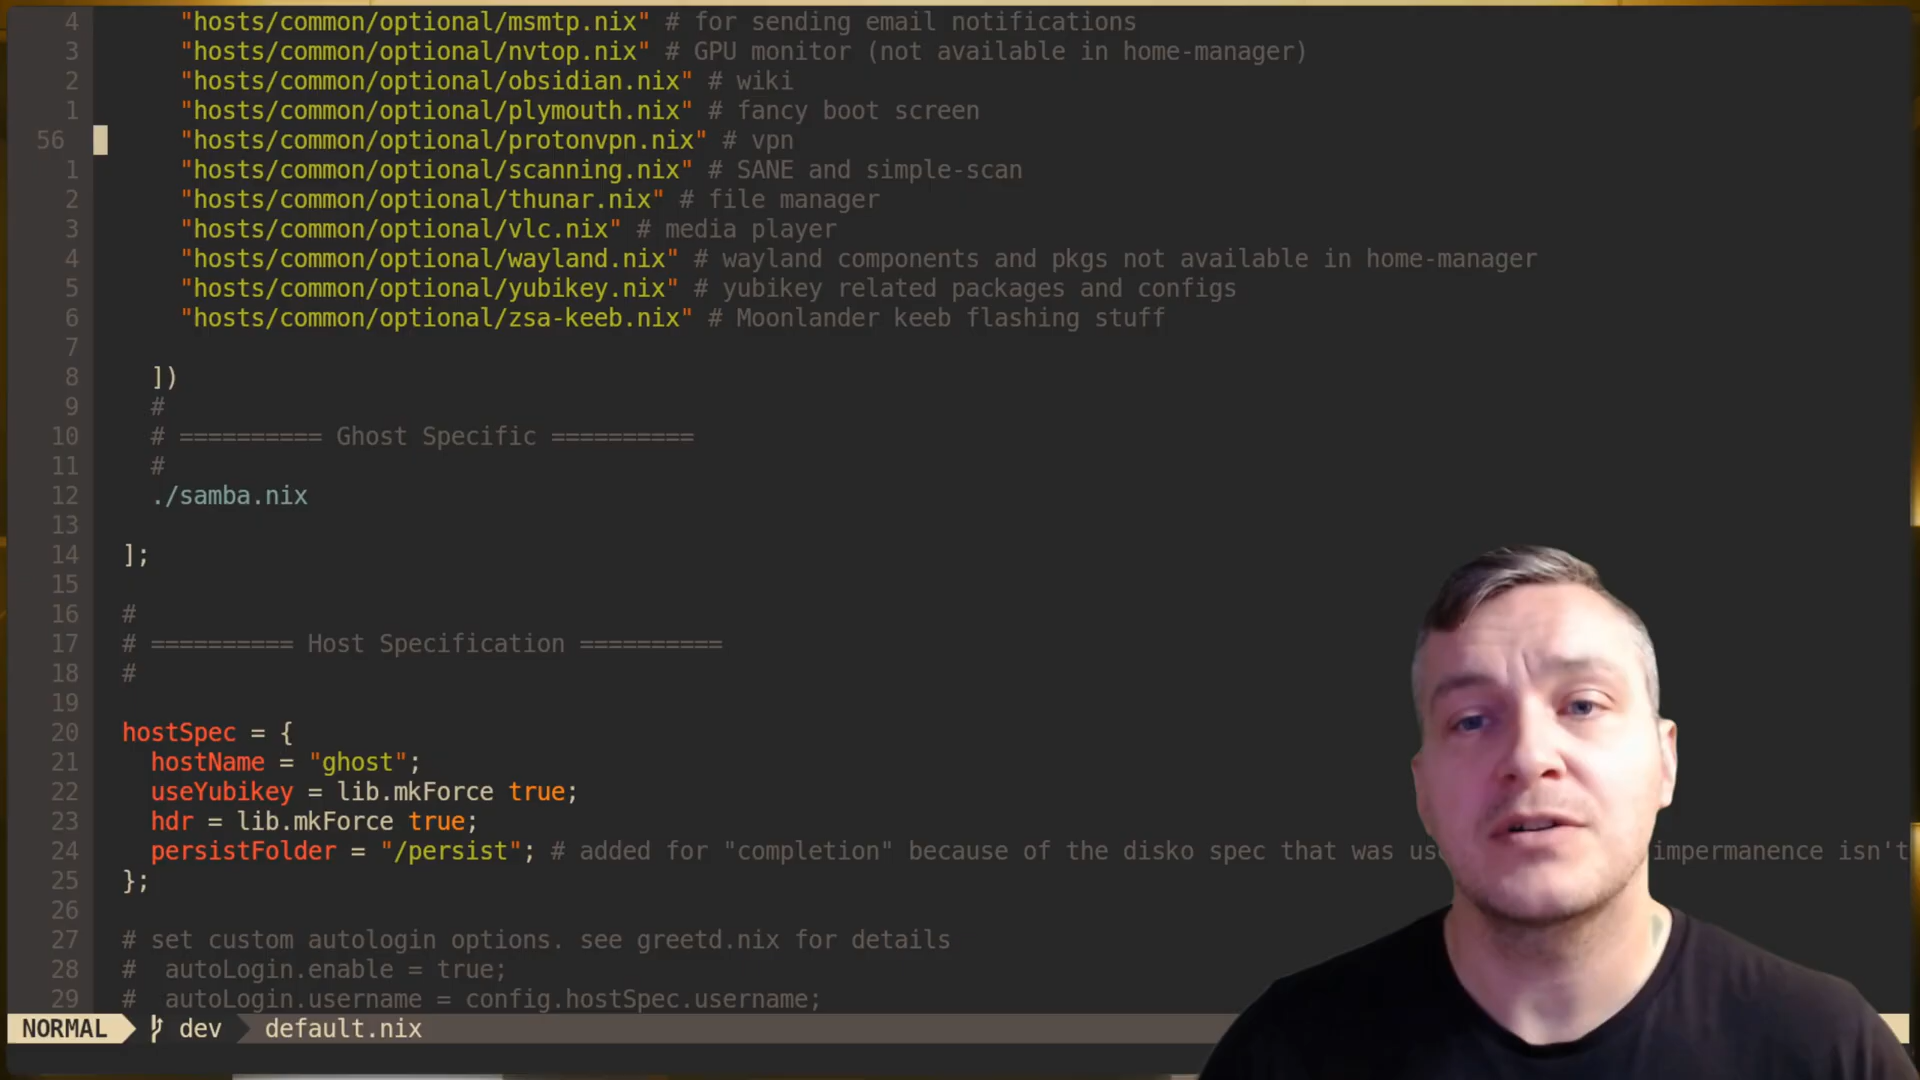 4 "hosts/common/optional/msmtp.nix" # for sending email notifications
3 "hosts/common/optional/nvtop.nix" # GPU monitor (not available in home-manager)
2 "hosts/common/optional/obsidian.nix" # wiki
1 "hosts/common/optional/plymouth.nix" # fancy boot screen
56 "hosts/common/optional/protonvpn.nix" # vpn
1 "hosts/common/optional/scanning.nix" # SANE and simple-scan
2 "hosts/common/optional/thunar.nix" # file manager
3 "hosts/common/optional/vlc.nix" # media player
4 "hosts/common/optional/wayland.nix" # wayland components and pkgs not available in home-manager
5 "hosts/common/optional/yubikey.nix" # yubikey related packages and configs
6 "hosts/common/optional/zsa-keeb.nix" # Moonlander keeb flashing stuff
7
8 ])
9 #
10 # ========== Ghost Specific ==========
11 #
12 ./samba.nix
13
14 ];
15
16 #
17 # ========== Host Specification ==========
18 #
19
20 hostSpec = {
21 hostName = "ghost";
22 useYubikey = lib.mkForce true;
23 hdr = lib.mkForce true;
24 persistFolder = "/persist"; # added for "completion" because of the disko spec that was impermanence isn't
25 };
26
27 # set custom autologin options. see greetd.nix for details
28 # autoLogin.enable = true;
29 # autoLogin.username = config.hostSpec.username;
NORMAL dev default.nix